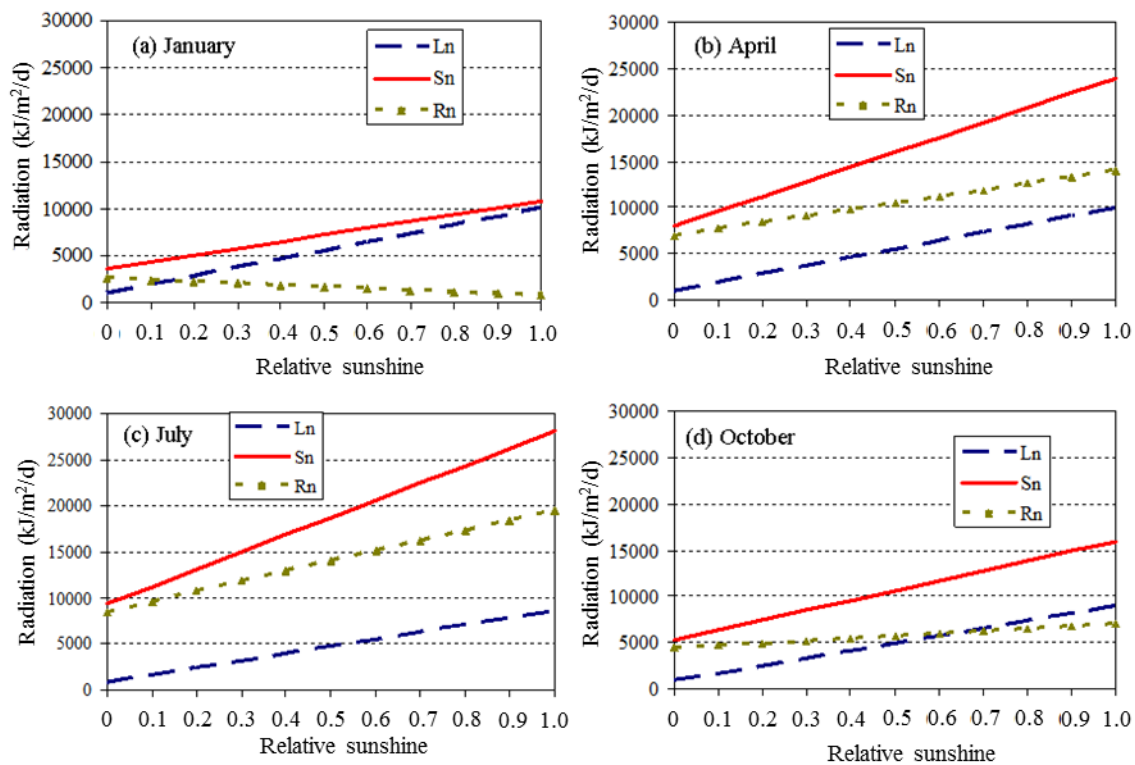 (a) January
Ln
Sn
Rn
30000
25000
20000
15000
10000
5000
0
Radiation (kJ/m²/d)
0 0.1 0.2 0.3 0.4 0.5 0.6 0.7 0.8 0.9 1.0
Relative sunshine
(b) April
Ln
Sn
Rn
30000
25000
20000
15000
10000
5000
0
Radiation (kJ/m²/d)
0 0.1 0.2 0.3 0.4 0.5 0.6 0.7 0.8 0.9 1.0
Relative sunshine
(c) July
Ln
Sn
Rn
30000
25000
20000
15000
10000
5000
0
Radiation (kJ/m²/d)
0 0.1 0.2 0.3 0.4 0.5 0.6 0.7 0.8 0.9 1.0
Relative sunshine
(d) October
Ln
Sn
Rn
30000
25000
20000
15000
10000
5000
0
Radiation (kJ/m²/d)
0 0.1 0.2 0.3 0.4 0.5 0.6 0.7 0.8 0.9 1.0
Relative sunshine